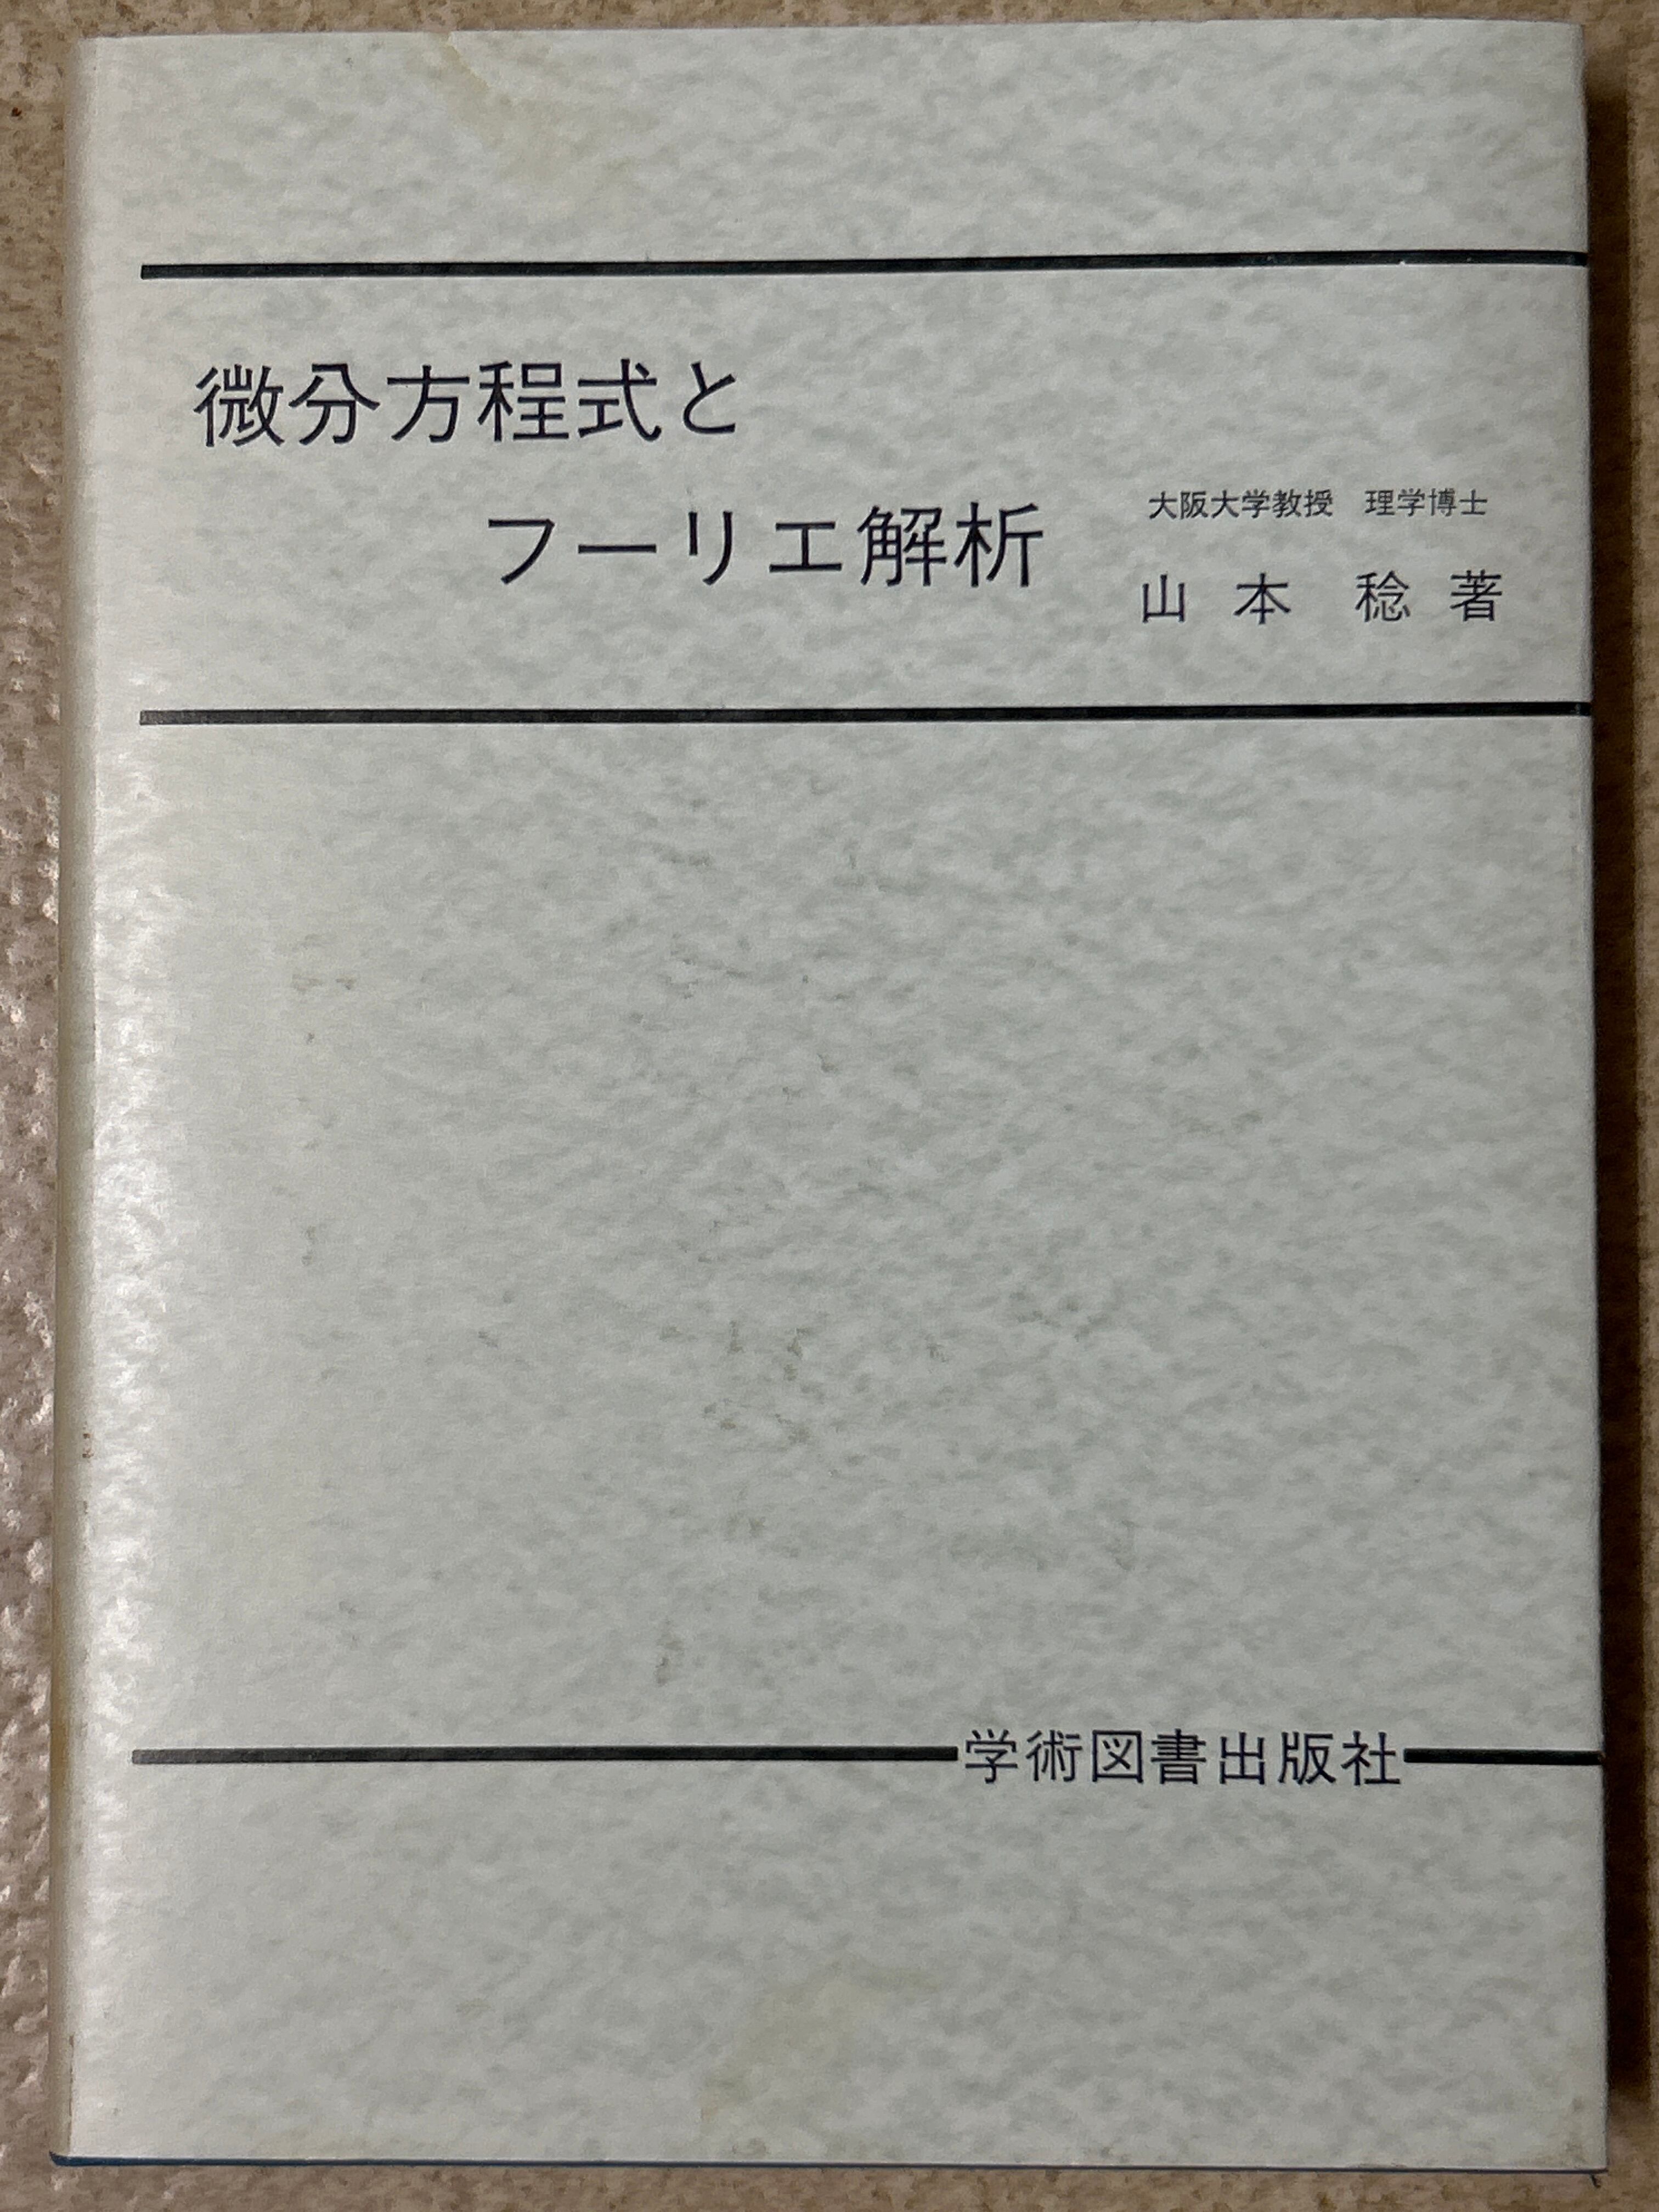 微分方程式と
フーリエ解析
大阪大学教授　理学博士
山本　稔 著
学術図書出版社